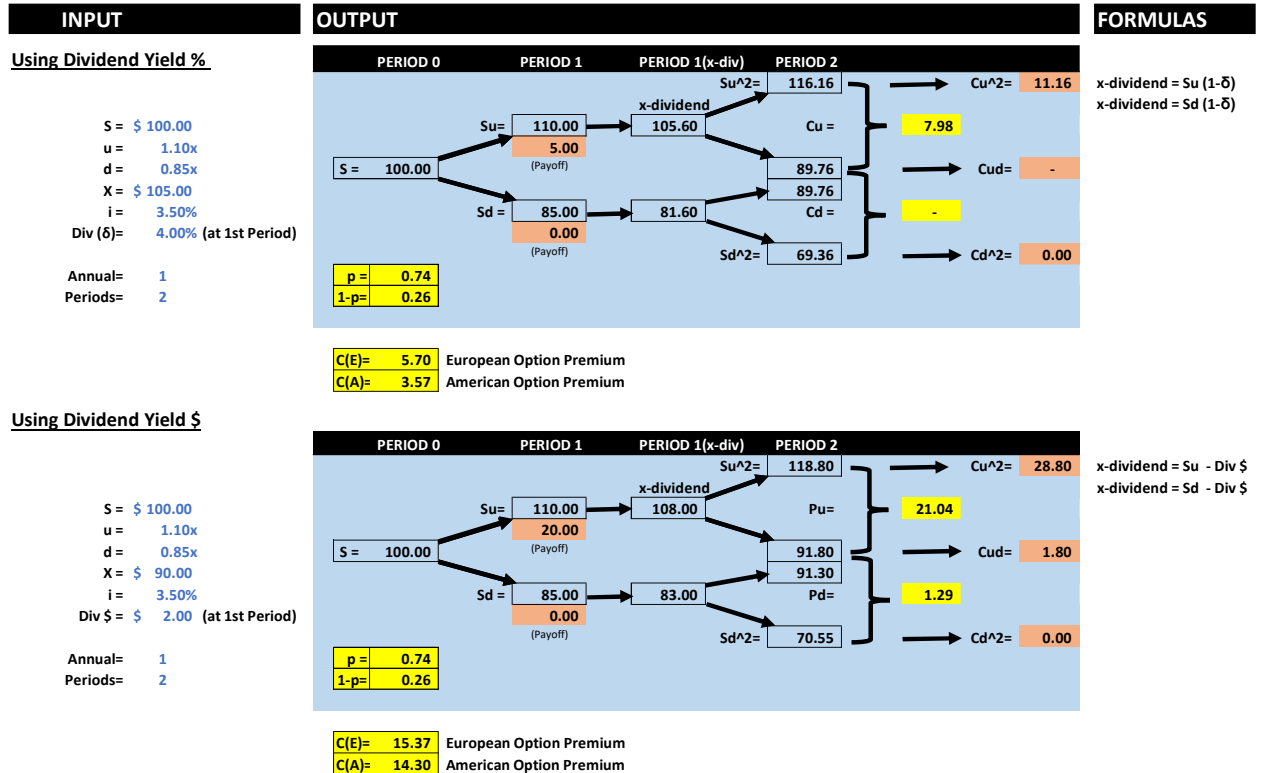 INPUT OUTPUT FORMULAS
Using Dividend Yield %
PERIOD 0 PERIOD 1 PERIOD 1(x-div) PERIOD 2
Su^2= 116.16 Cu^2= 11.16 x-dividend = Su (1-δ)
x-dividend x-dividend = Sd (1-δ)
S = $ 100.00 Su= 110.00 105.60 Cu = 7.98
u = 1.10x 5.00
d = 0.85x S = 100.00 (Payoff) 89.76 Cud= -
X = $ 105.00 89.76
i = 3.50% Sd = 85.00 81.60 Cd = -
Div (δ)= 4.00% (at 1st Period) 0.00
(Payoff) Sd^2= 69.36 Cd^2= 0.00
Annual= 1 p = 0.74
Periods= 2 1-p= 0.26
C(E)= 5.70 European Option Premium
C(A)= 3.57 American Option Premium
Using Dividend Yield $
PERIOD 0 PERIOD 1 PERIOD 1(x-div) PERIOD 2
Su^2= 118.80 Cu^2= 28.80 x-dividend = Su - Div $
x-dividend x-dividend = Sd - Div $
S = $ 100.00 Su= 110.00 108.00 Pu= 21.04
u = 1.10x 20.00
d = 0.85x S = 100.00 (Payoff) 91.80 Cud= 1.80
X = $ 90.00 91.30
i = 3.50% Sd = 85.00 83.00 Pd= 1.29
Div $ = $ 2.00 (at 1st Period) 0.00
(Payoff) Sd^2= 70.55 Cd^2= 0.00
Annual= 1 p = 0.74
Periods= 2 1-p= 0.26
C(E)= 15.37 European Option Premium
C(A)= 14.30 American Option Premium